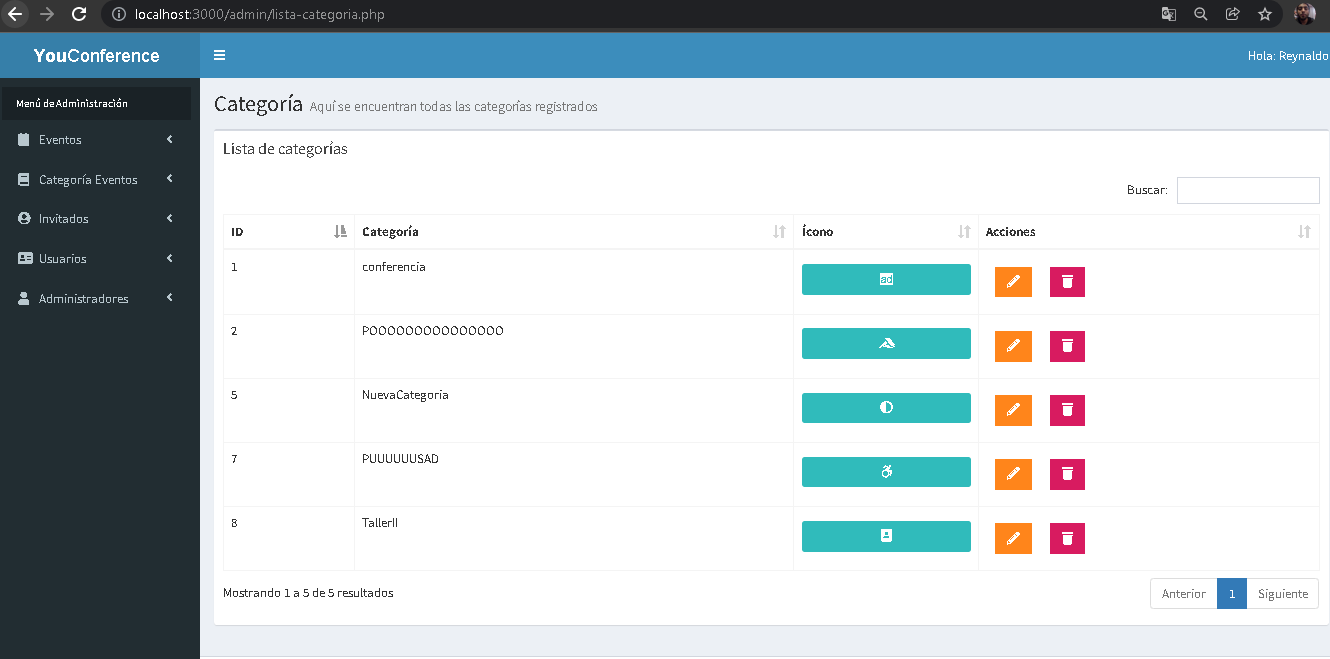 localhost:3000/admin/lista-categoria.php
YouConference
Hola: Reynaldo
Menú de Administración
Eventos
Categoría Eventos
Invitados
Usuarios
Administradores
Categoría Aquí se encuentran todas las categorías registrados
Lista de categorías
Buscar:
ID Categoría Ícono Acciones
1 conferencia ad
2 POOOOOOOOOOOOOOO
5 NuevaCategoria
7 PUUUUUUSAD
8 TallerII
Mostrando 1 a 5 de 5 resultados
Anterior 1 Siguiente